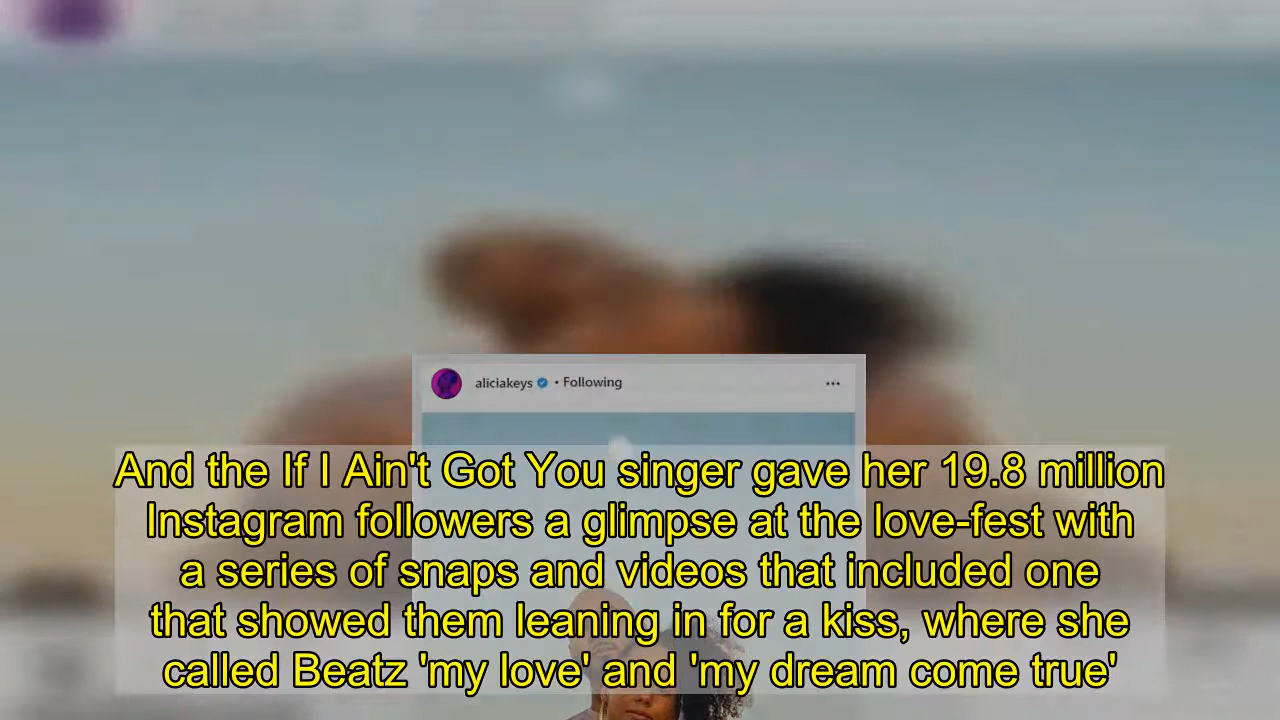 aliciakeys • Following
And the If I Ain't Got You singer gave her 19.8 million
Instagram followers a glimpse at the love-fest with
a series of snaps and videos that included one
that showed them leaning in for a kiss, where she
called Beatz 'my love' and 'my dream come true'